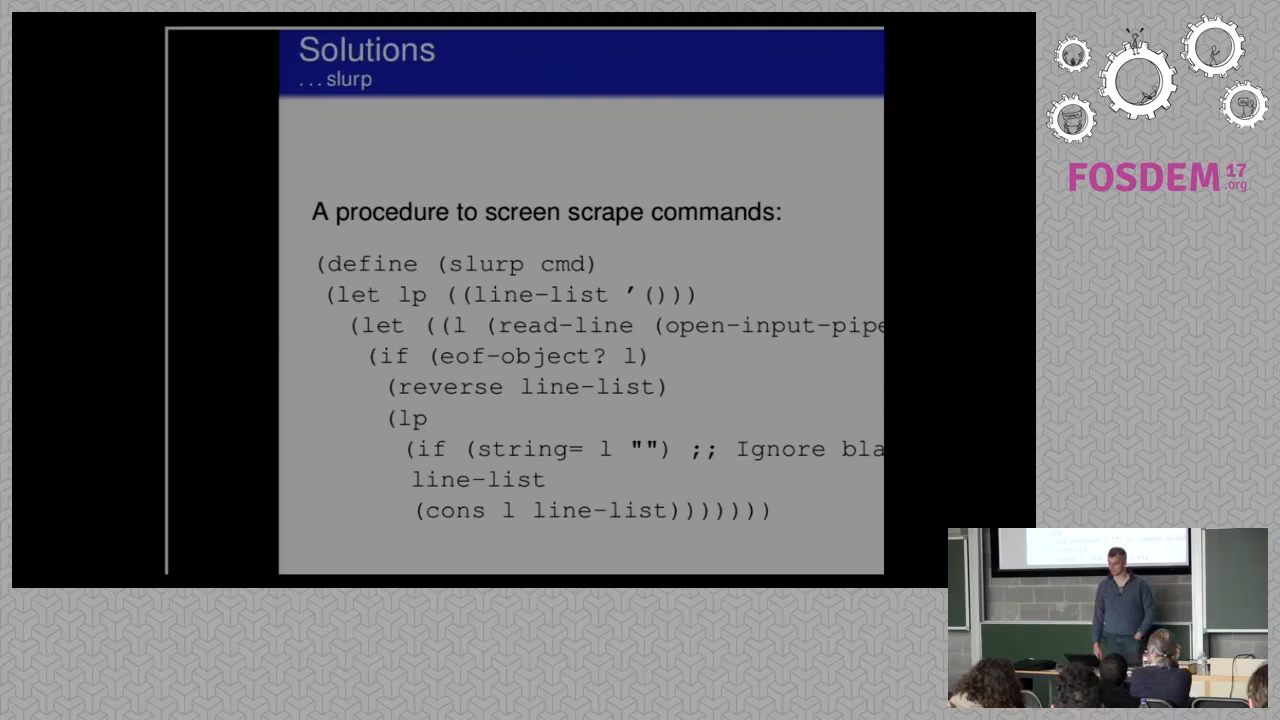 Solutions
...slurp
A procedure to screen scrape commands:
(define (slurp cmd)
(let lp ((line-list ’()))
(let ((l (read-line (open-input-pipe
(if (eof-object? l)
(reverse line-list)
(lp
(if (string= l "") ;; Ignore bla
line-list
(cons l line-list)))))))
FOSDEM 17
.org